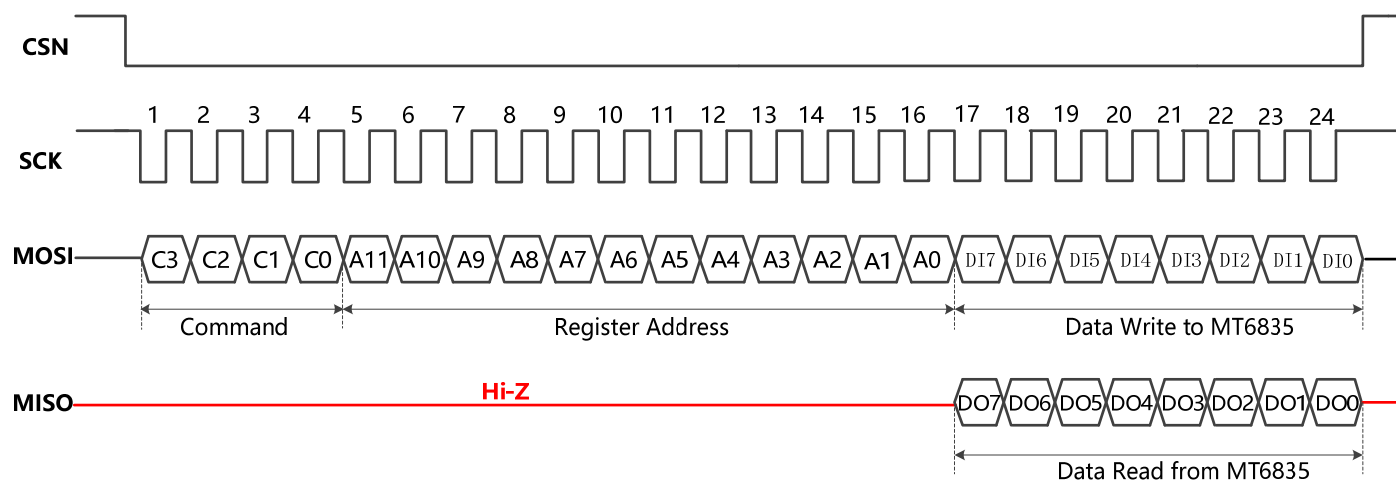 CSN
1 2 3 4 5 6 7 8 9 10 11 12 13 14 15 16 17 18 19 20 21 22 23 24
SCK
MOSI C3 C2 C1 C0 A11 A10 A9 A8 A7 A6 A5 A4 A3 A2 A1 A0 DI7 DI6 DI5 DI4 DI3 DI2 DI1 DI0
Command Register Address Data Write to MT6835
Hi-Z
MISO DO7 DO6 DO5 DO4 DO3 DO2 DO1 DO0
Data Read from MT6835